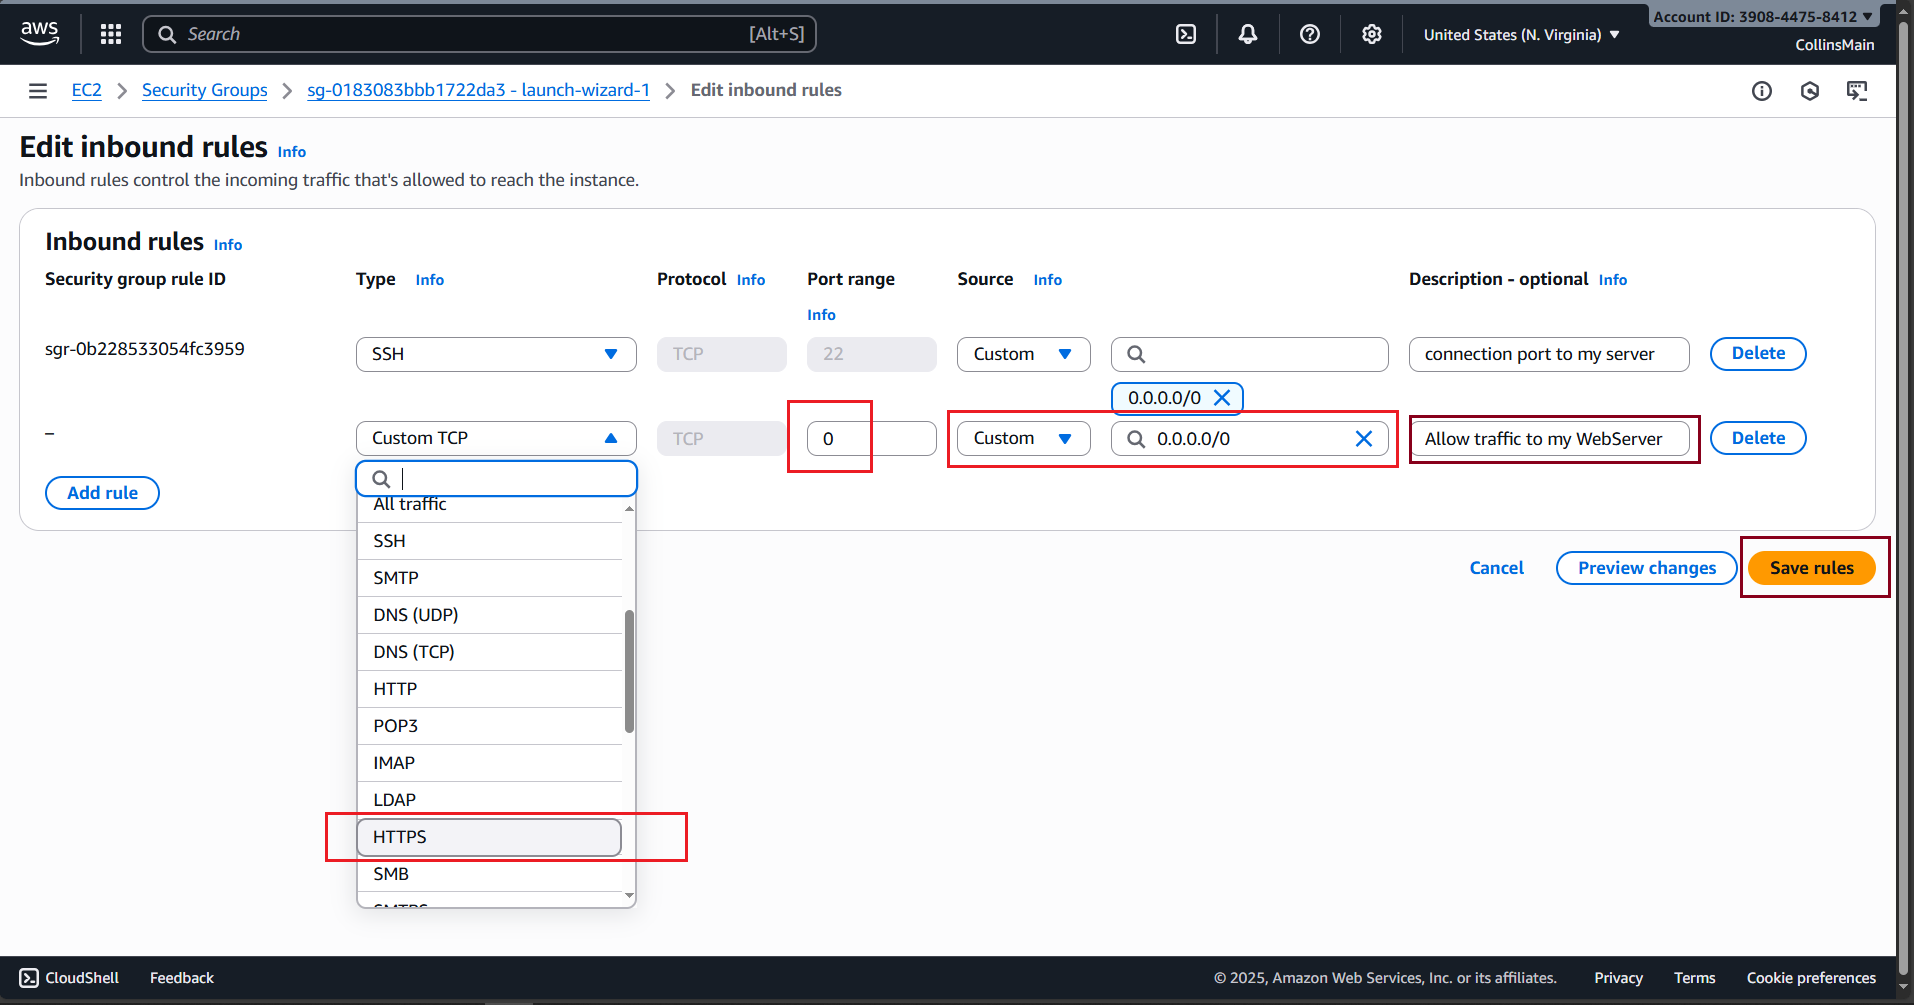 aws
Search [Alt+S]
United States (N. Virginia)
Account ID: 3908-4475-8412
CollinsMain
EC2 Security Groups sg-0183083bbb1722da3 - launch-wizard-1 Edit inbound rules
Edit inbound rules Info
Inbound rules control the incoming traffic that's allowed to reach the instance.
Inbound rules Info
Security group rule ID Type Info Protocol Info Port range Source Info Description - optional Info
Info
sgr-0b228533054fc3959 SSH TCP 22 Custom connection port to my server Delete
0.0.0.0/0
– Custom TCP TCP 0 Custom 0.0.0.0/0 Allow traffic to my WebServer Delete
Add rule
All traffic
SSH
SMTP
DNS (UDP)
DNS (TCP)
HTTP
POP3
IMAP
LDAP
HTTPS
SMB
Cancel Preview changes Save rules
CloudShell Feedback © 2025, Amazon Web Services, Inc. or its affiliates. Privacy Terms Cookie preferences